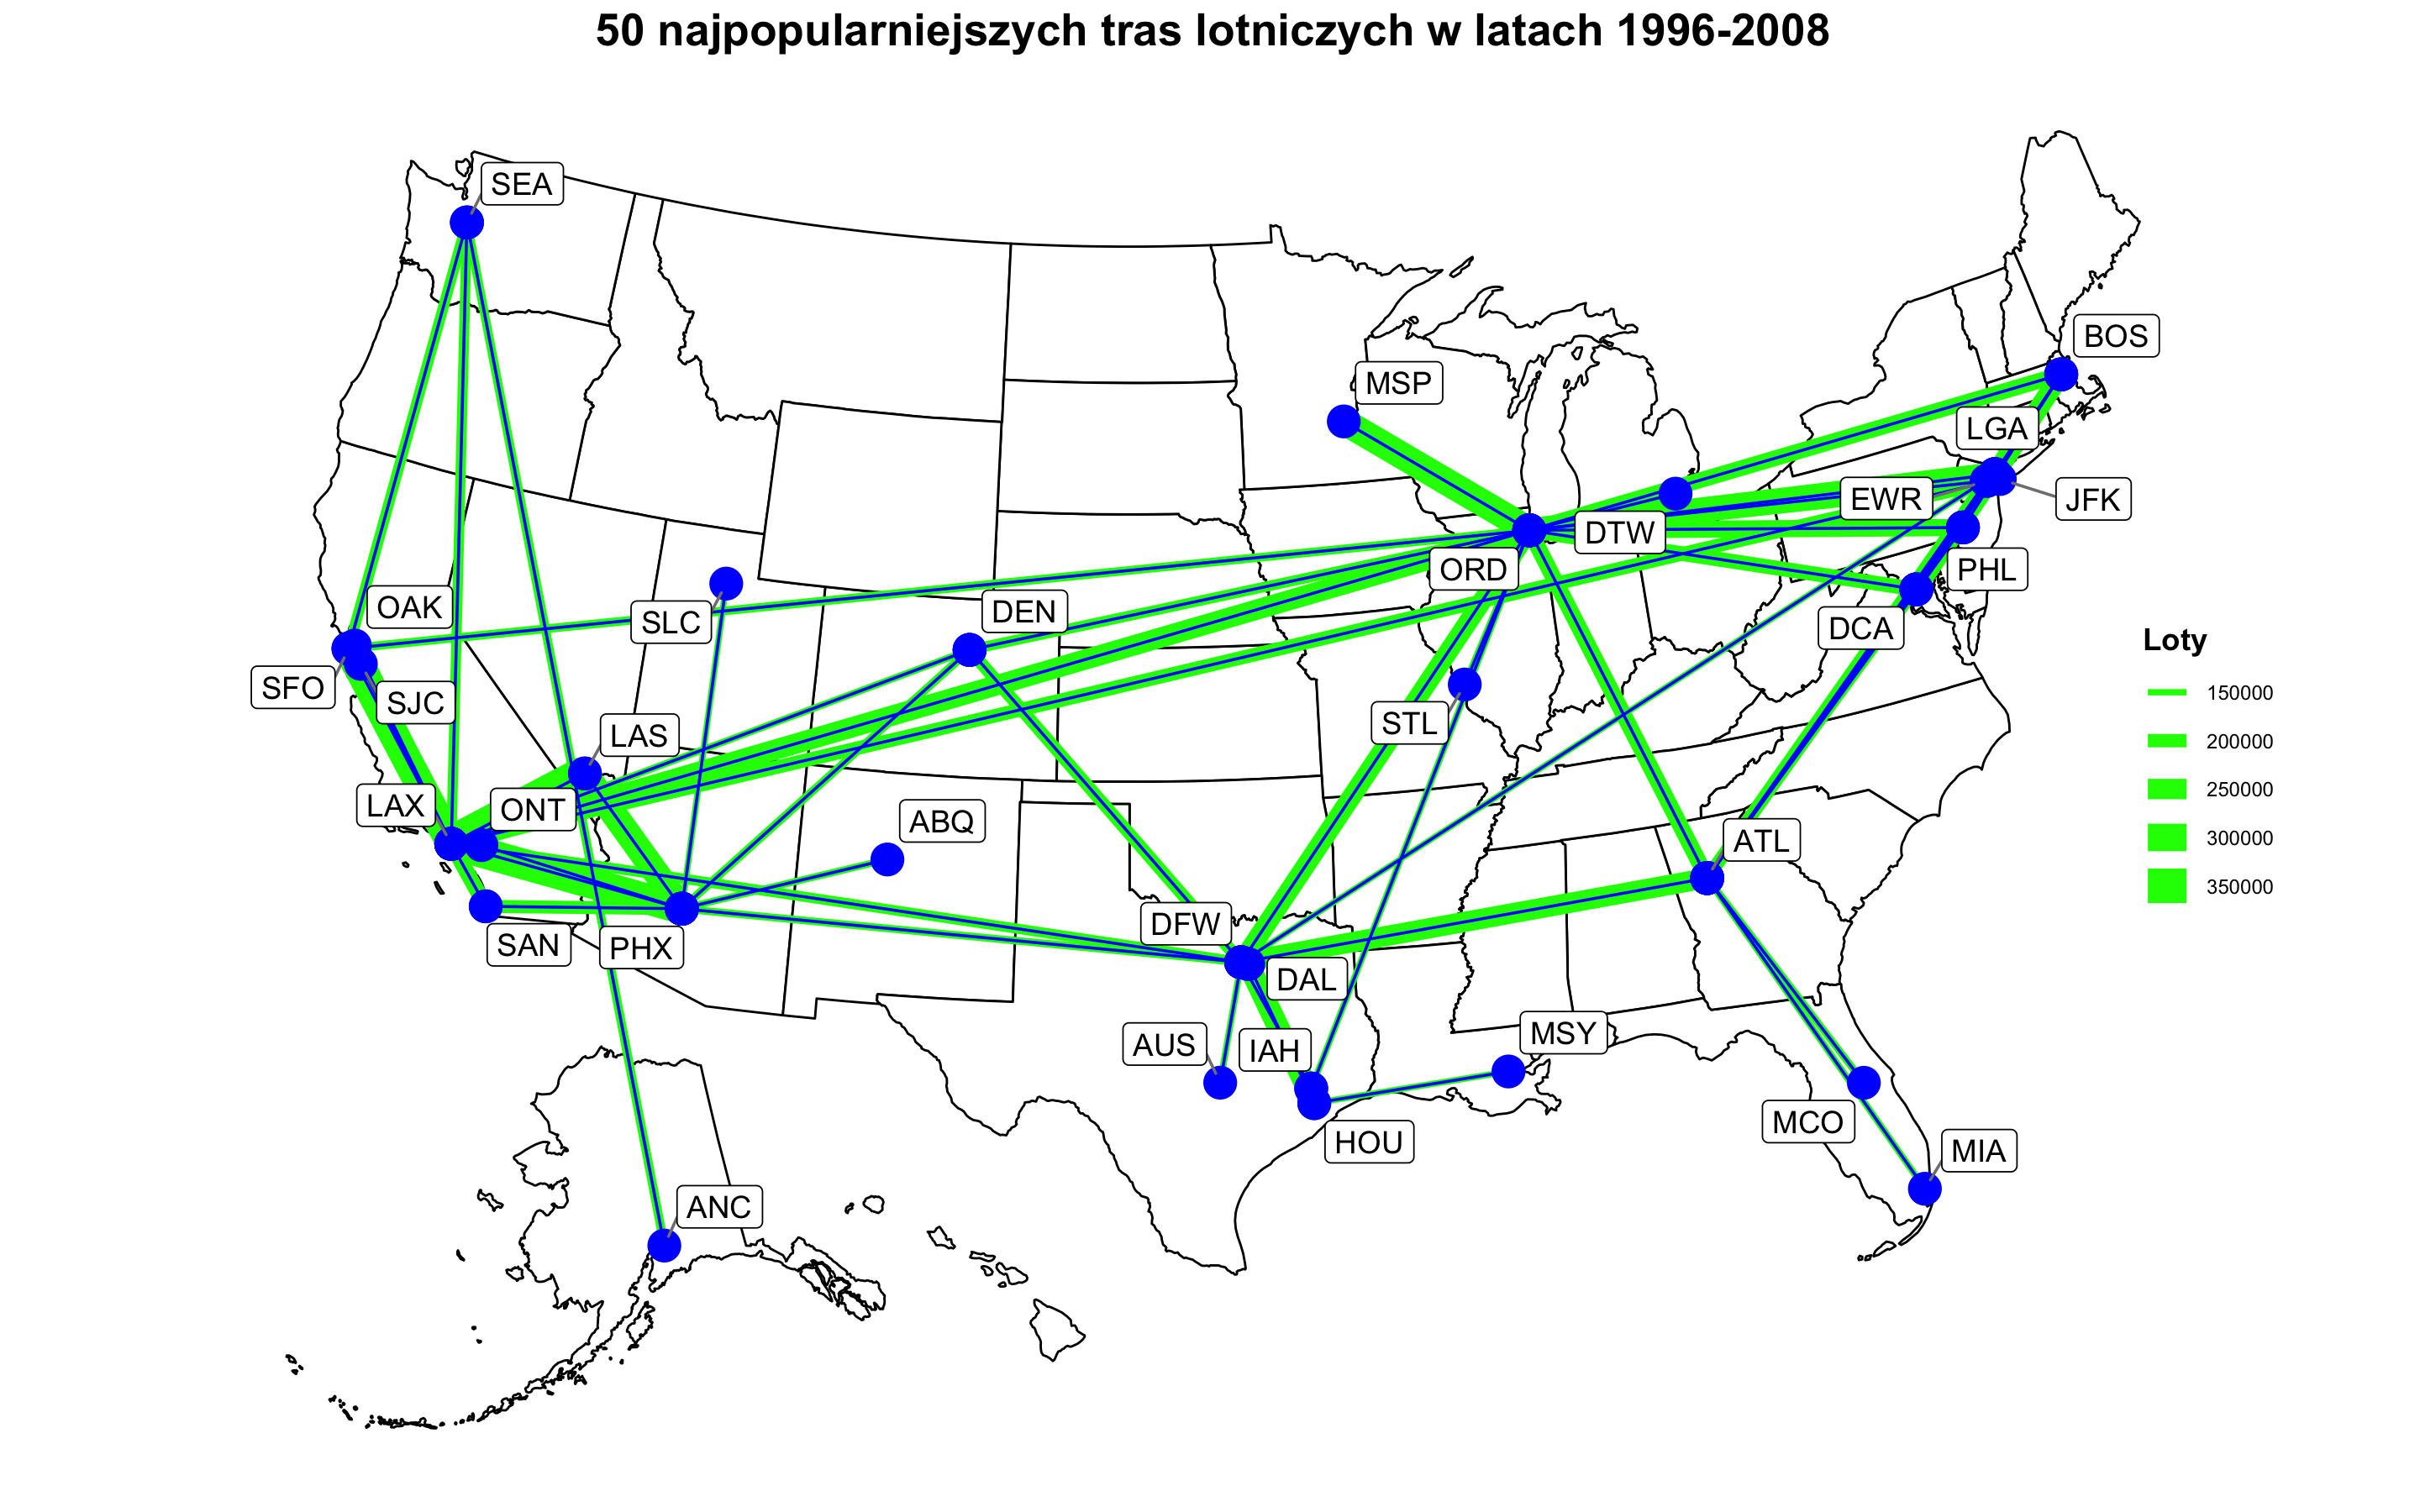 50 najpopularniejszych tras lotniczych w latach 1996-2008
SEA
BOS
MSP
LGA
EWR
JFK
DTW
ORD
PHL
OAK
SLC
DEN
DCA
SFO
SJC
STL
LAS
LAX
ONT
ABQ
ATL
DFW
SAN
PHX
DAL
AUS
IAH
MSY
MCO
HOU
MIA
ANC
Loty
150000
200000
250000
300000
350000